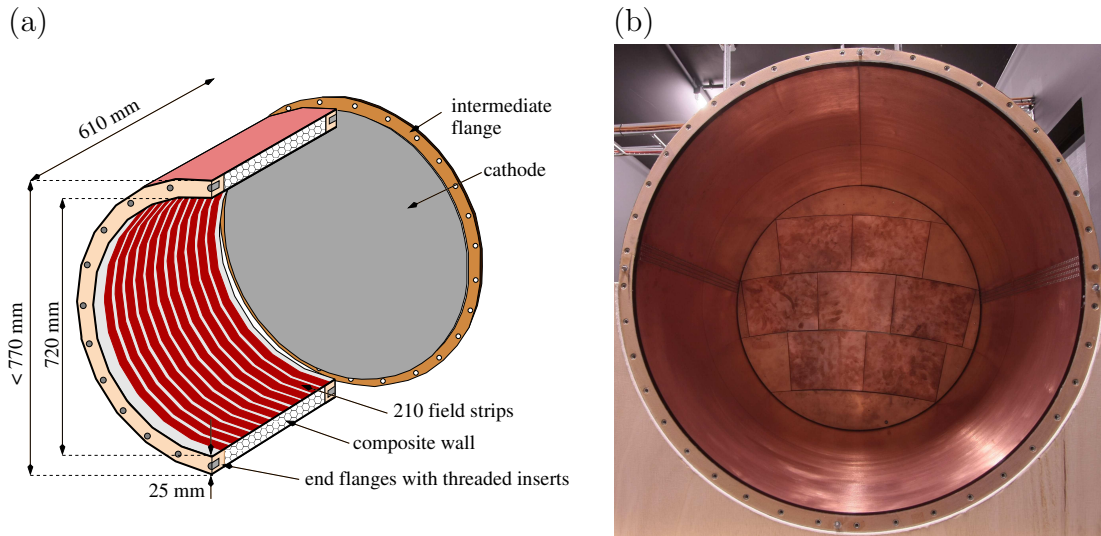 (a)
(b)
610 mm
intermediate
flange
cathode
<770 mm
720 mm
210 field strips
composite wall
end flanges with threaded inserts
25 mm